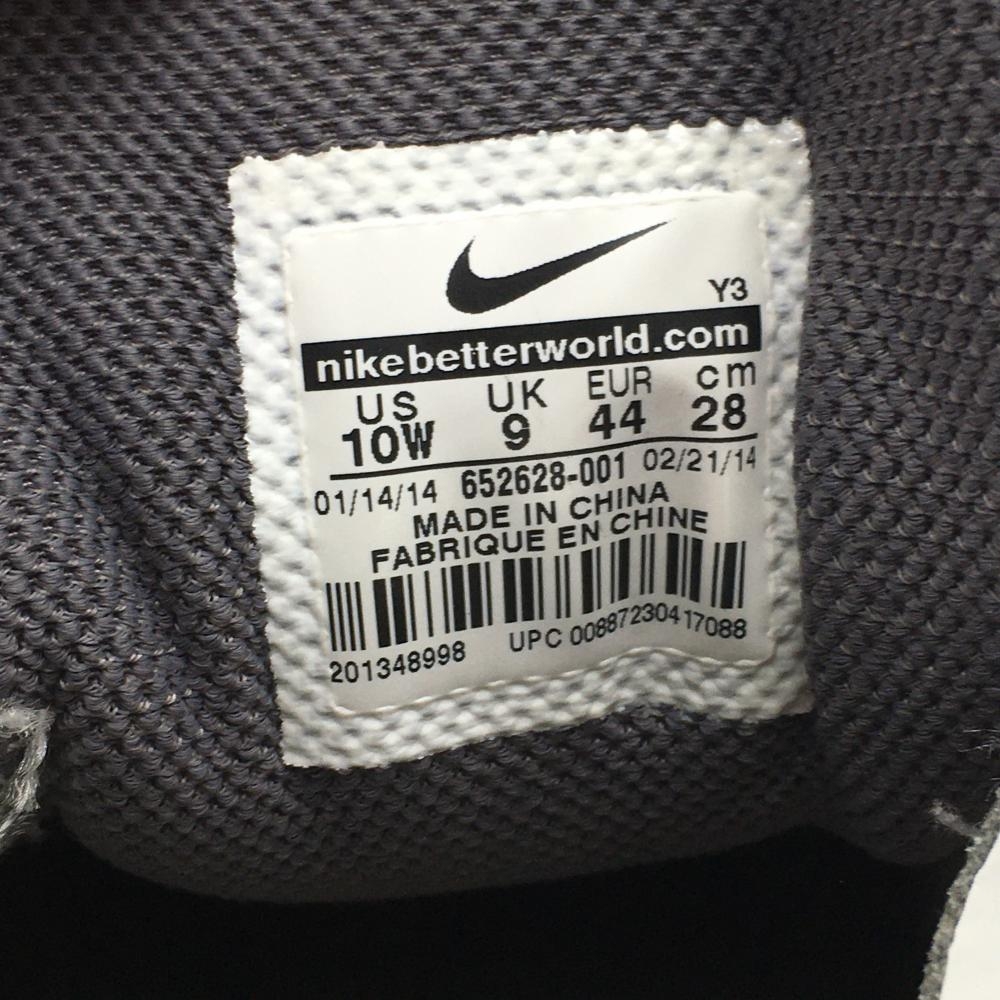 Y3
nikebetterworld.com
US UK EUR cm
10W 9 44 28
01/14/14 652628-001 02/21/14
MADE IN CHINA
FABRIQUE EN CHINE
201348998 UPC 00887230417088